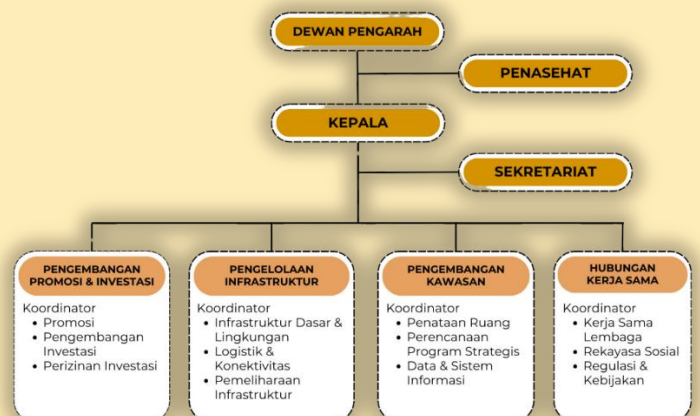 DEWAN PENGARAH
PENASEHAT
KEPALA
SEKRETARIAT
PENGEMBANGAN
PROMOSI & INVESTASI
Koordinator
• Promosi
• Pengembangan
Investasi
• Perizinan Investasi
PENGELOLAAN
INFRASTRUKTUR
Koordinator
• Infrastruktur Dasar &
Lingkungan
• Logistik &
Konektivitas
• Pemeliharaan
Infrastruktur
PENGEMBANGAN
KAWASAN
Koordinator
• Penataan Ruang
• Perencanaan
Program Strategis
• Data & Sistem
Informasi
HUBUNGAN
KERJA SAMA
Koordinator
• Kerja Sama
Lembaga
• Rekayasa Sosial
• Regulasi &
Kebijakan